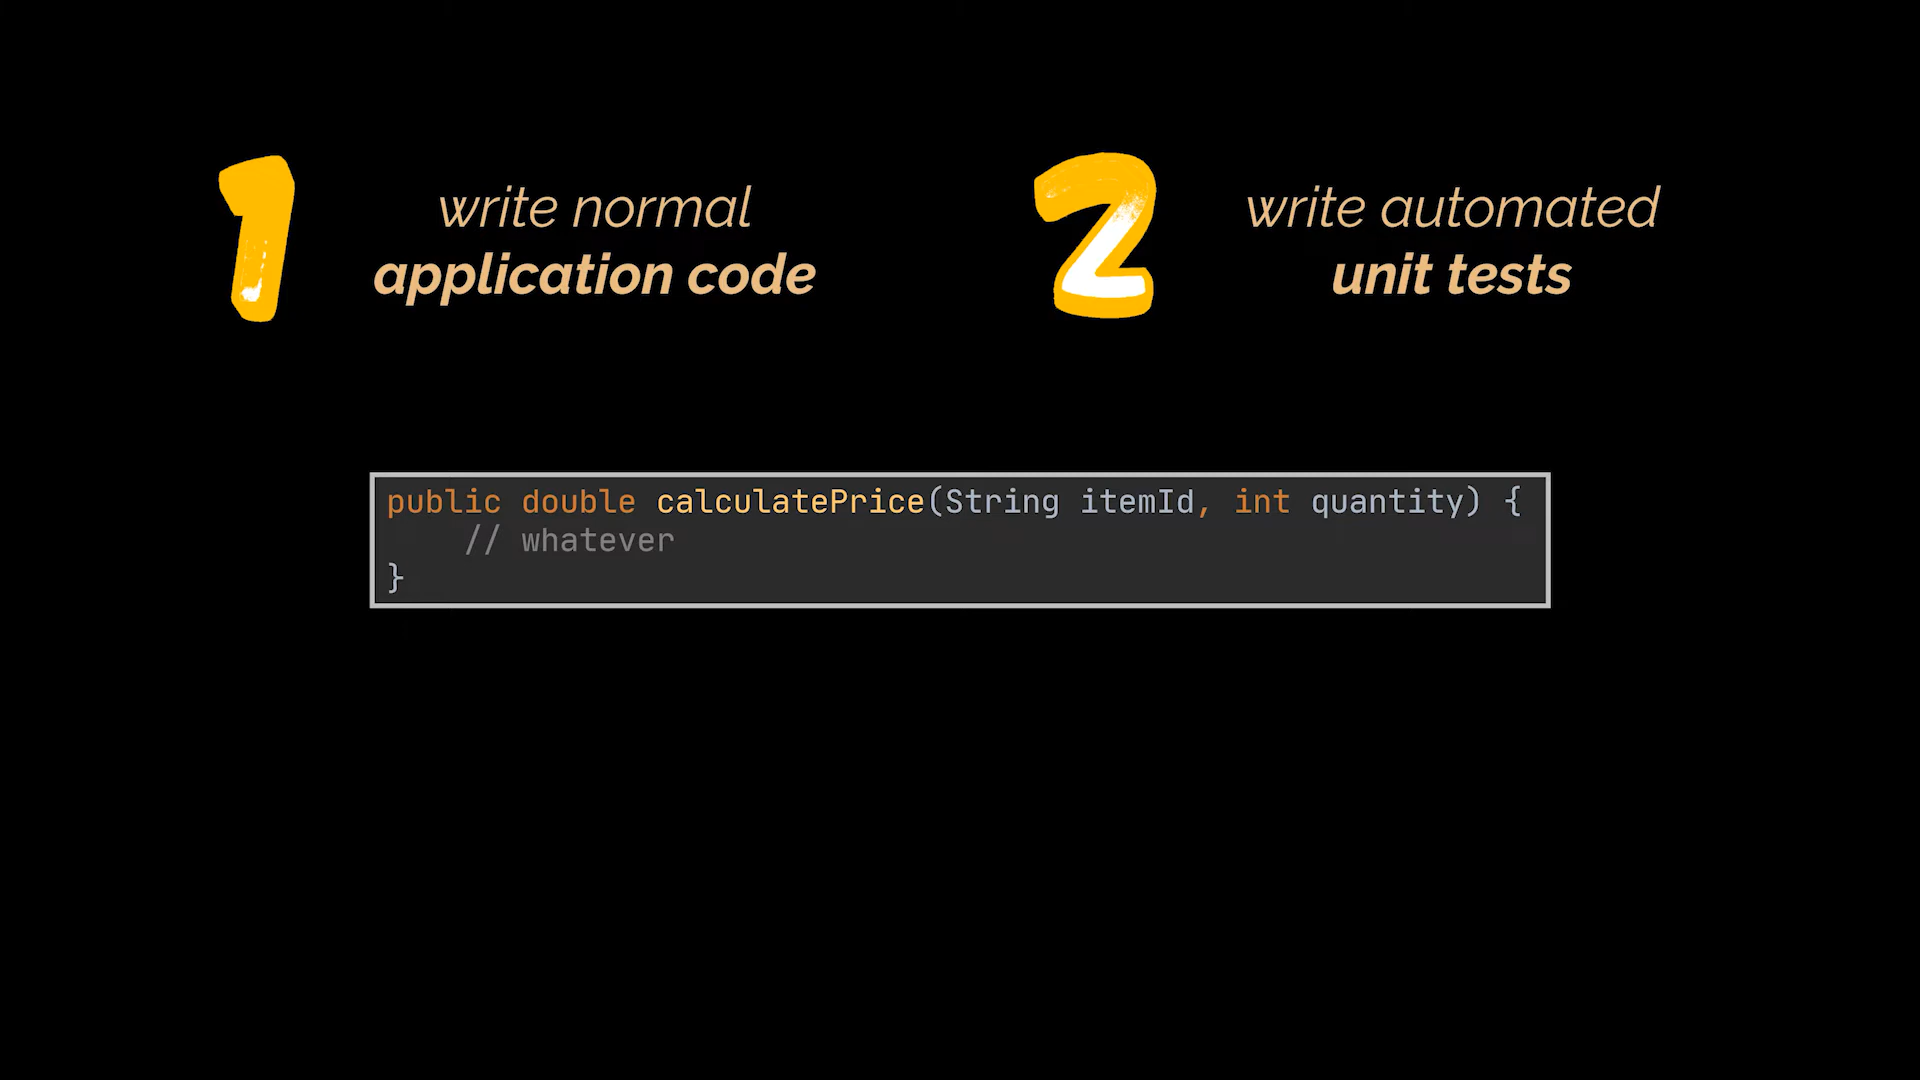 1
write normal
application code
2
write automated
unit tests
public double calculatePrice(String itemId, int quantity) {
    // whatever
}